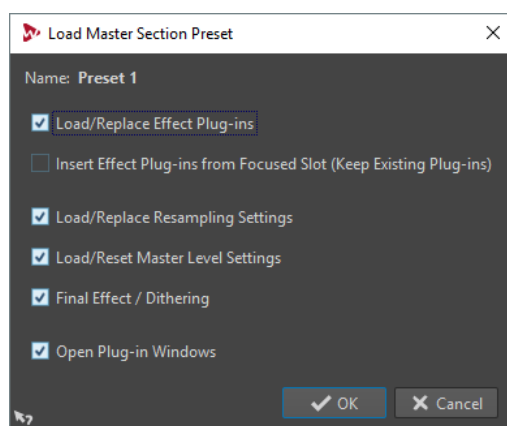 Load Master Section Preset
Name: Preset 1
Load/Replace Effect Plug-ins
Insert Effect Plug-ins from Focused Slot (Keep Existing Plug-ins)
Load/Replace Resampling Settings
Load/Reset Master Level Settings
Final Effect / Dithering
Open Plug-in Windows
OK Cancel